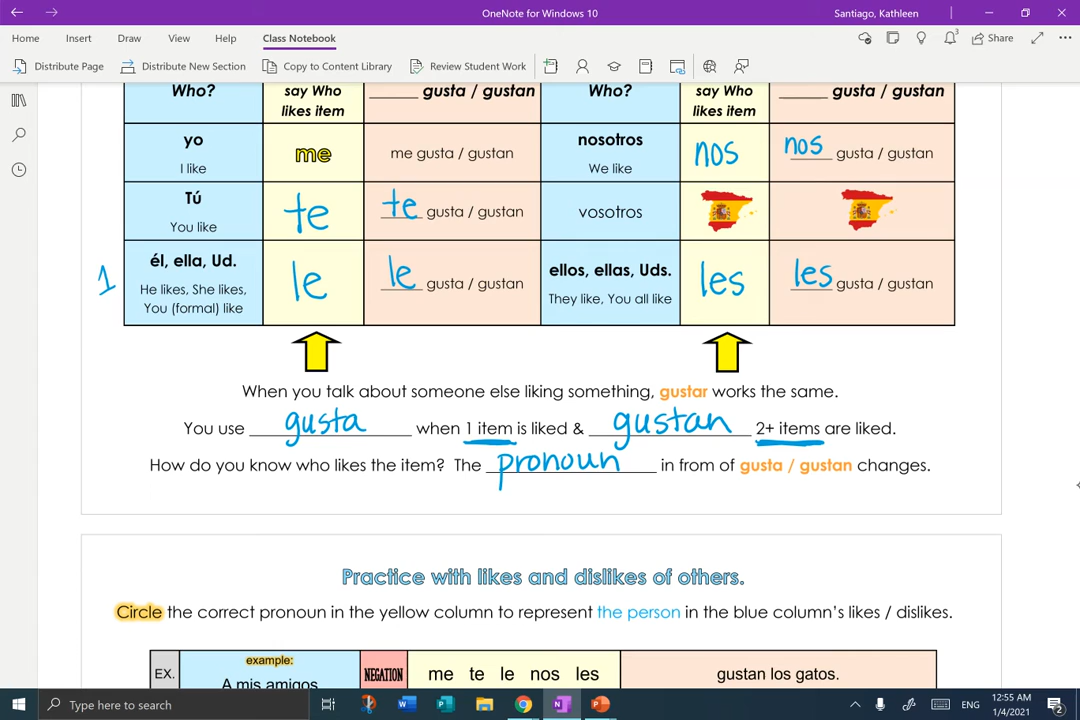 OneNote for Windows 10
Santiago, Kathleen
Home Insert Draw View Help Class Notebook
Share
Distribute Page Distribute New Section Copy to Content Library Review Student Work
Who? say Who likes item ______ gusta / gustan Who? say Who likes item ______ gusta / gustan
yo
I like
me
me gusta / gustan
nosotros
We like
nos
nos gusta / gustan
Tú
You like
te
te gusta / gustan
vosotros
1
él, ella, Ud.
He likes, She likes,
You (formal) like
le
le gusta / gustan
ellos, ellas, Uds.
They like, You all like
les
les gusta / gustan
When you talk about someone else liking something, gustar works the same.
You use gusta when 1 item is liked & gustan 2+ items are liked.
How do you know who likes the item? The pronoun in from of gusta / gustan changes.
Practice with likes and dislikes of others.
Circle the correct pronoun in the yellow column to represent the person in the blue column's likes / dislikes.
EX.
example:
A mis amigos
NEGATION
me te le nos les
gustan los gatos.
Type here to search
ENG
12:55 AM
1/4/2021